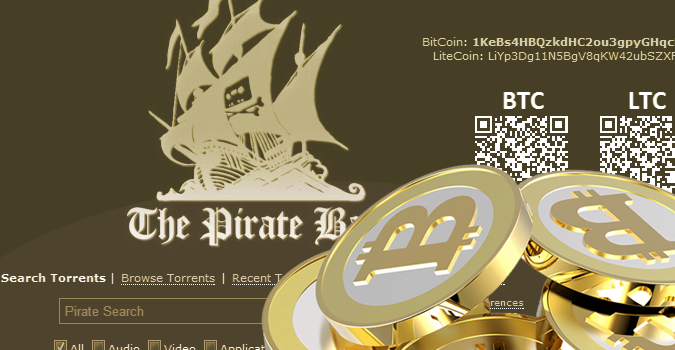 BitCoin: 1KeBs4HBQzkdHC2ou3gpyGHqc
LiteCoin: LiYp3Dg11N5BgV8qKW42ubSZXF
BTC LTC
The Pirate Ba
Search Torrents | Browse Torrents | Recent T
Pirate Search
All Audio Video Applicat